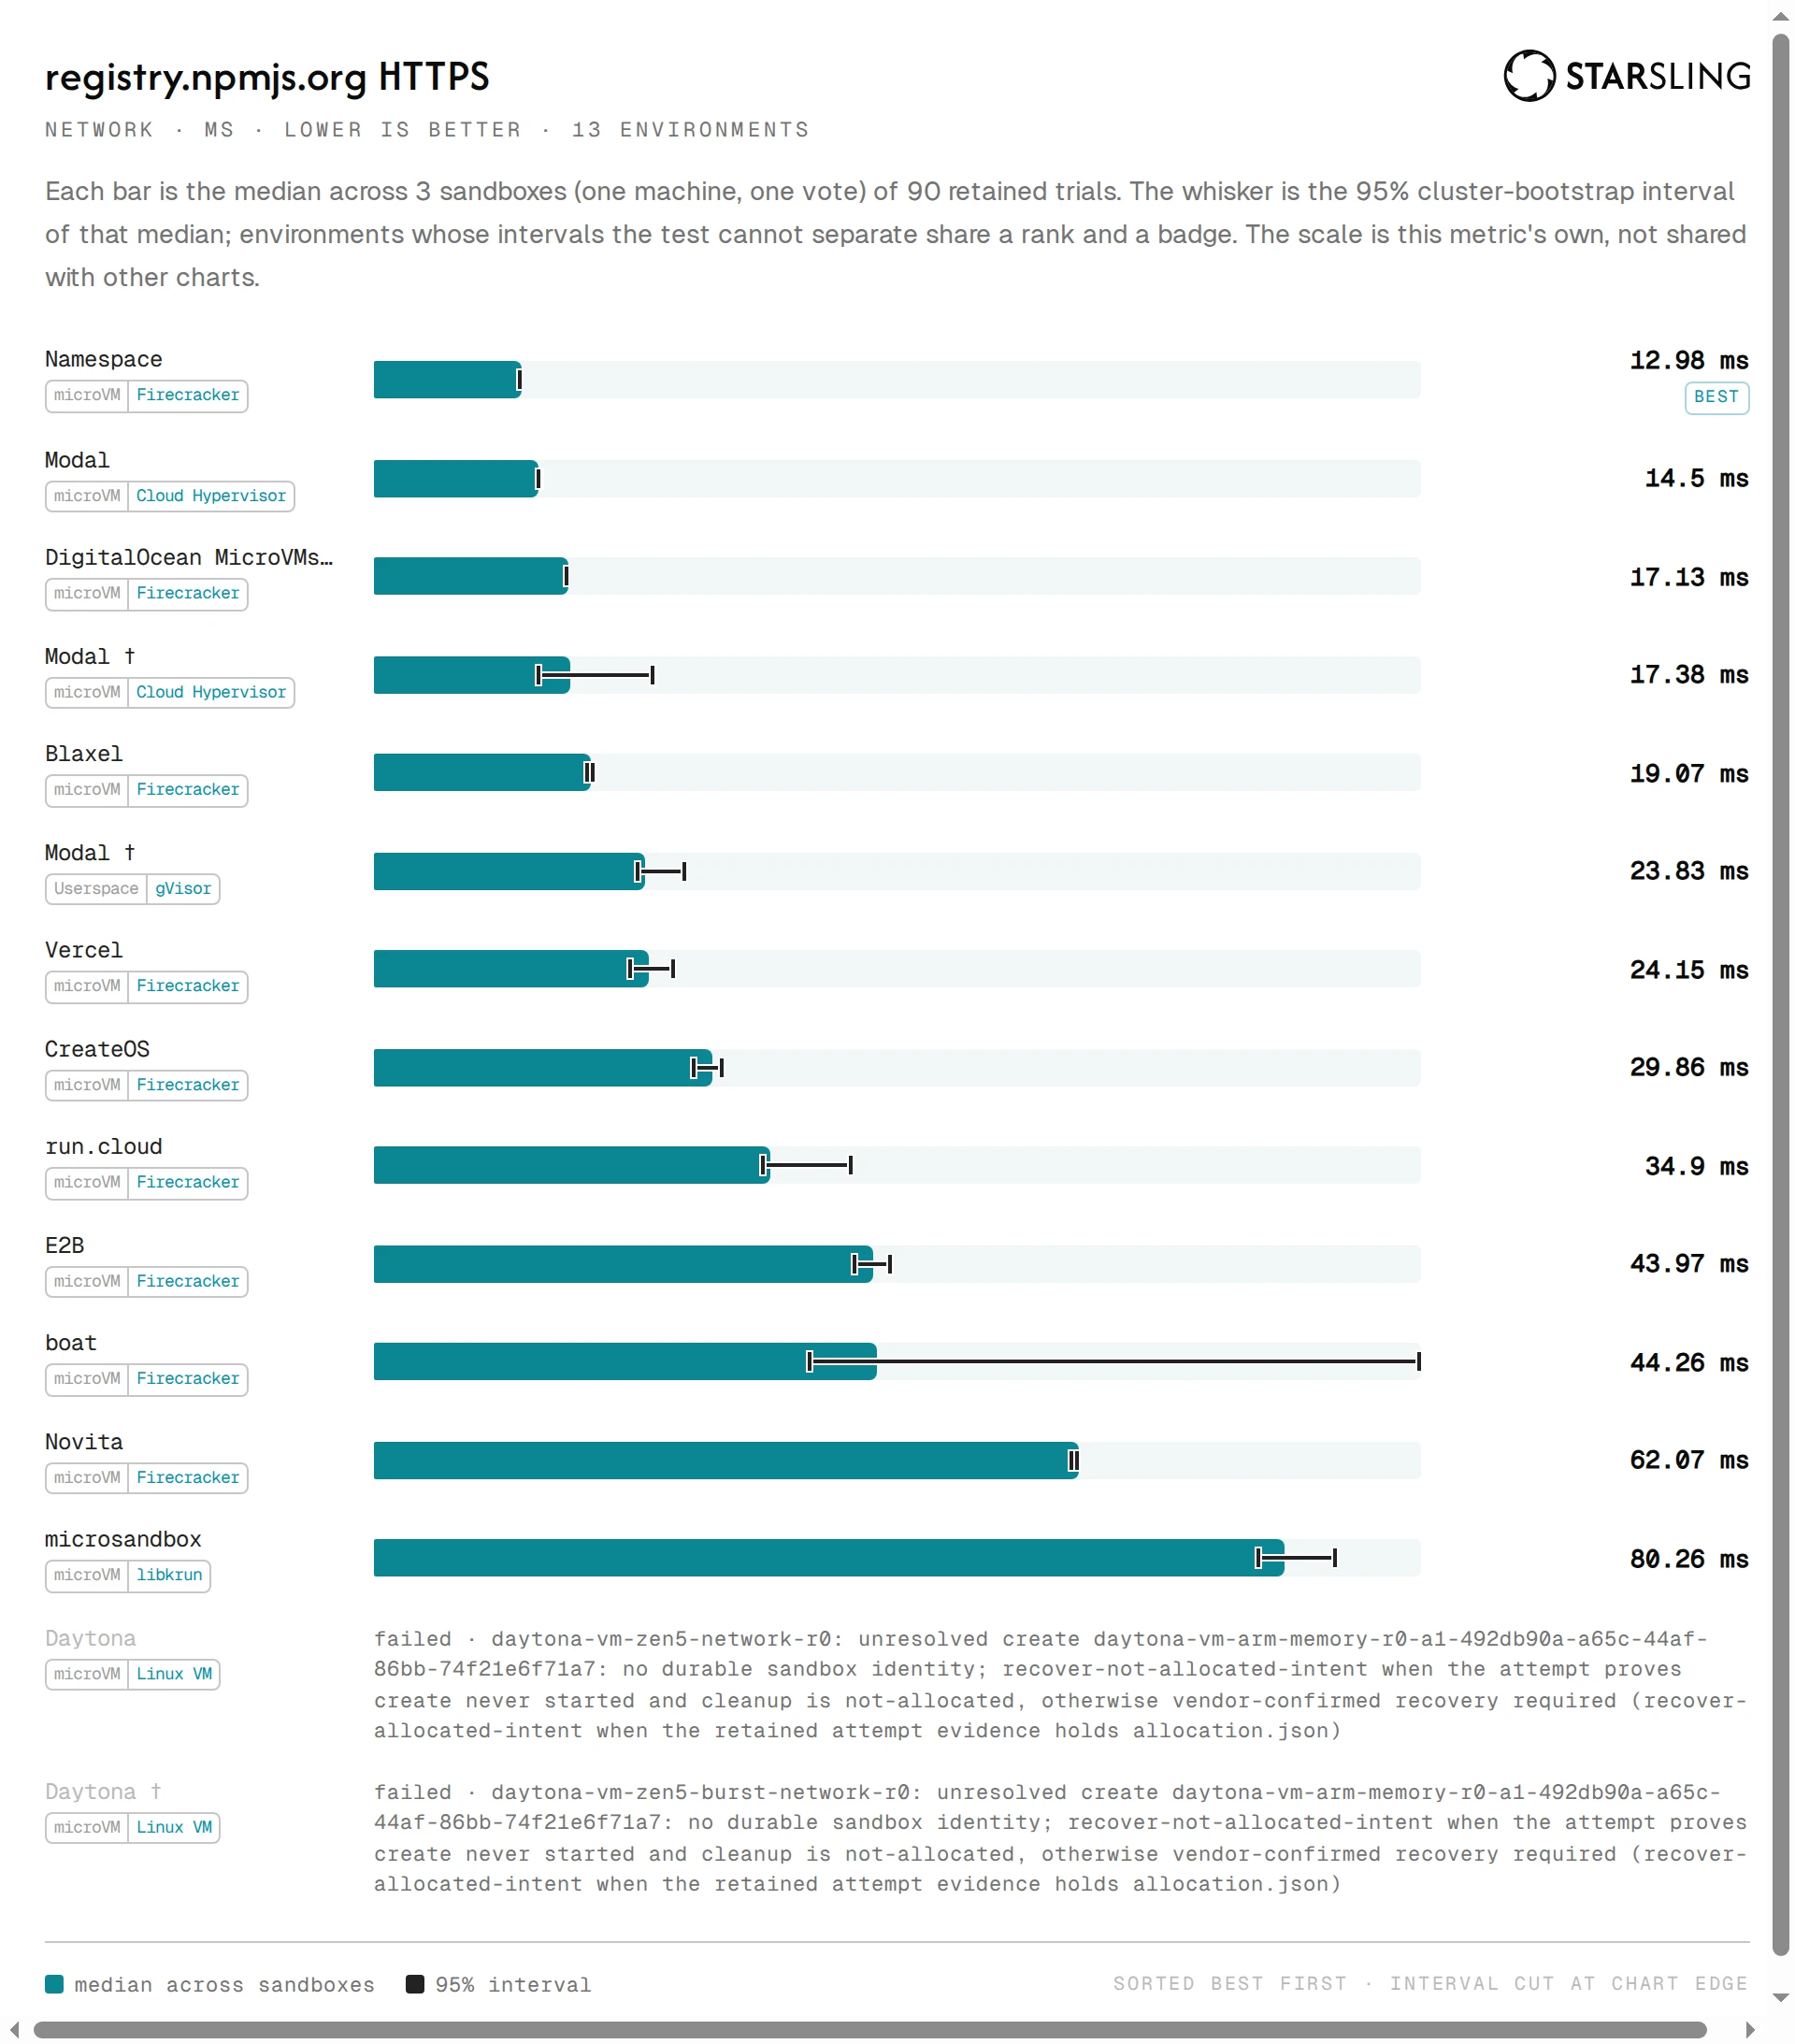 registry.npmjs.org HTTPS
STARSLING
NETWORK · MS · LOWER IS BETTER · 13 ENVIRONMENTS
Each bar is the median across 3 sandboxes (one machine, one vote) of 90 retained trials. The whisker is the 95% cluster-bootstrap interval
of that median; environments whose intervals the test cannot separate share a rank and a badge. The scale is this metric's own, not shared
with other charts.
Namespace
microVM Firecracker
12.98 ms
BEST
Modal
microVM Cloud Hypervisor
14.5 ms
DigitalOcean MicroVMs…
microVM Firecracker
17.13 ms
Modal †
microVM Cloud Hypervisor
17.38 ms
Blaxel
microVM Firecracker
19.07 ms
Modal †
Userspace gVisor
23.83 ms
Vercel
microVM Firecracker
24.15 ms
CreateOS
microVM Firecracker
29.86 ms
run.cloud
microVM Firecracker
34.9 ms
E2B
microVM Firecracker
43.97 ms
boat
microVM Firecracker
44.26 ms
Novita
microVM Firecracker
62.07 ms
microsandbox
microVM libkrun
80.26 ms
Daytona
microVM Linux VM
failed · daytona-vm-zen5-network-r0: unresolved create daytona-vm-arm-memory-r0-a1-492db90a-a65c-44af-
86bb-74f21e6f71a7: no durable sandbox identity; recover-not-allocated-intent when the attempt proves
create never started and cleanup is not-allocated, otherwise vendor-confirmed recovery required (recover-
allocated-intent when the retained attempt evidence holds allocation.json)
Daytona †
microVM Linux VM
failed · daytona-vm-zen5-burst-network-r0: unresolved create daytona-vm-arm-memory-r0-a1-492db90a-a65c-
44af-86bb-74f21e6f71a7: no durable sandbox identity; recover-not-allocated-intent when the attempt proves
create never started and cleanup is not-allocated, otherwise vendor-confirmed recovery required (recover-
allocated-intent when the retained attempt evidence holds allocation.json)
median across sandboxes
95% interval
SORTED BEST FIRST · INTERVAL CUT AT CHART EDGE